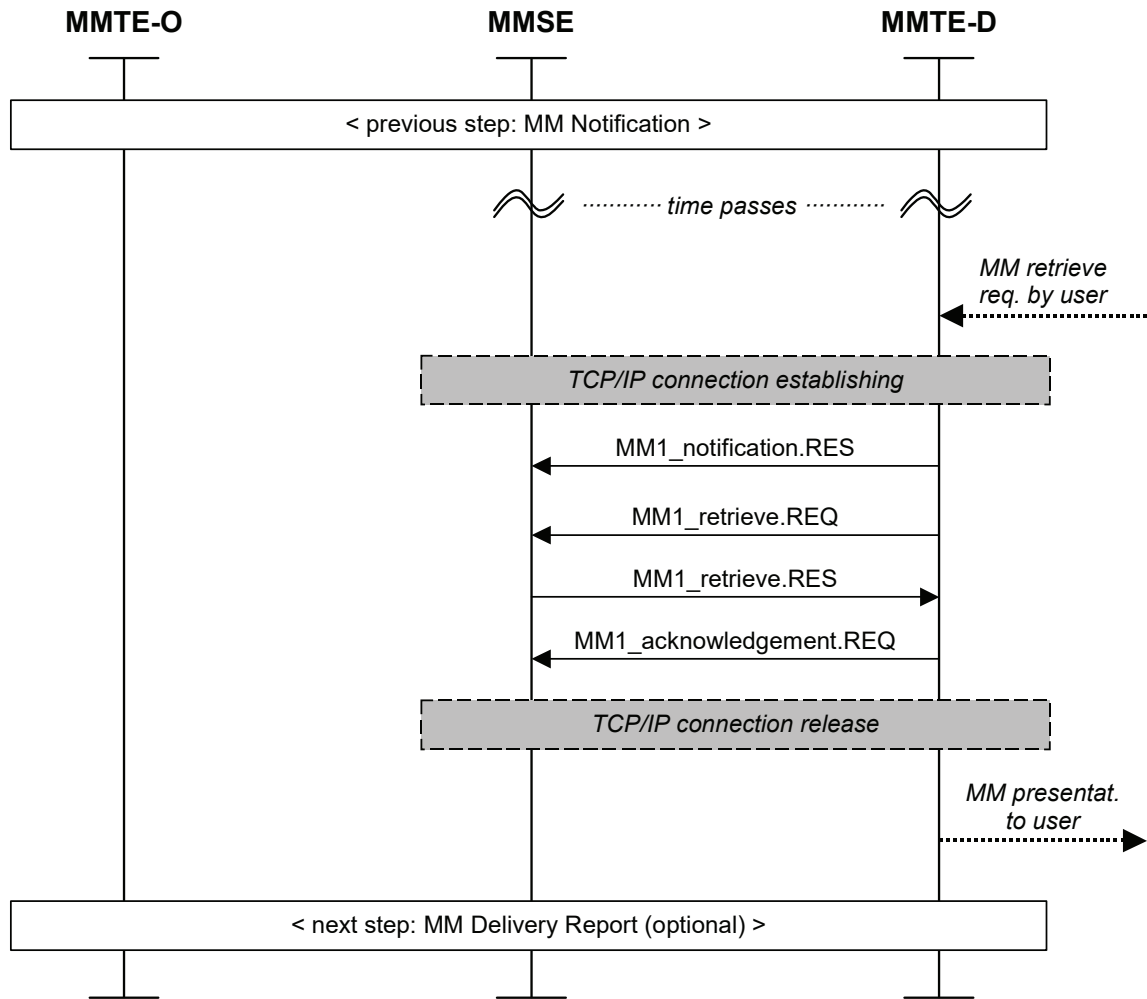 MMTE-O MMSE MMTE-D
< previous step: MM Notification >
············ time passes ············
MM retrieve
req. by user
TCP/IP connection establishing
MM1_notification.RES
MM1_retrieve.REQ
MM1_retrieve.RES
MM1_acknowledgement.REQ
TCP/IP connection release
MM presentat.
to user
< next step: MM Delivery Report (optional) >